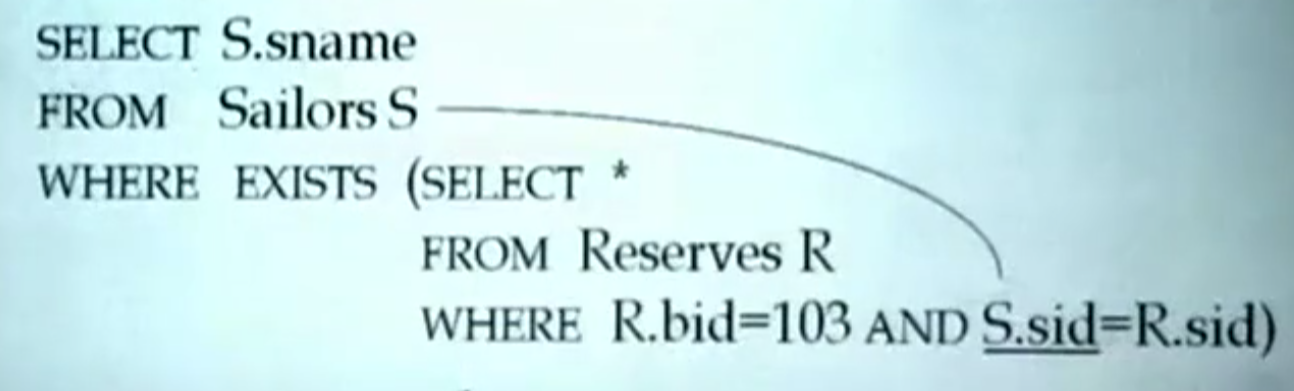 SELECT S.sname
FROM Sailors S
WHERE EXISTS (SELECT *
FROM Reserves R
WHERE R.bid=103 AND S.sid=R.sid)